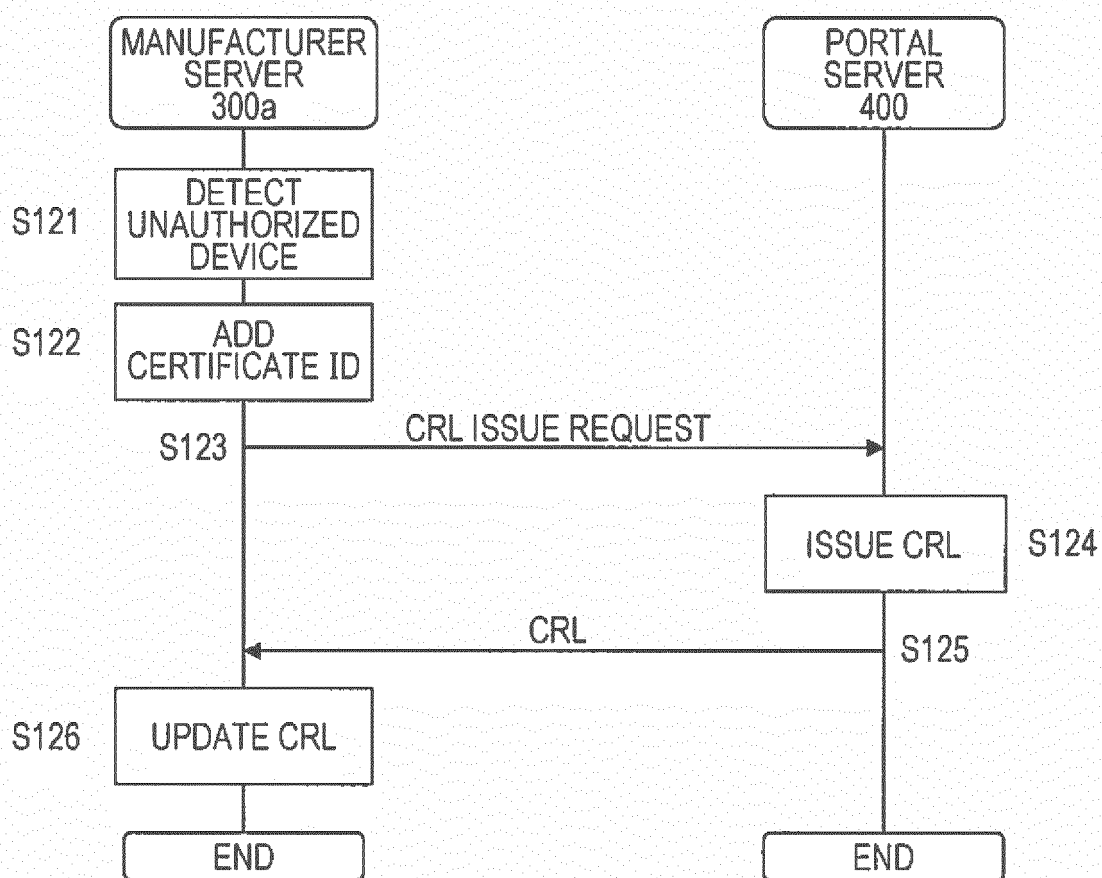 MANUFACTURER
SERVER
300a
PORTAL
SERVER
400
S121
DETECT
UNAUTHORIZED
DEVICE
S122
ADD
CERTIFICATE ID
S123
CRL ISSUE REQUEST
ISSUE CRL
S124
CRL
S125
S126
UPDATE CRL
END
END